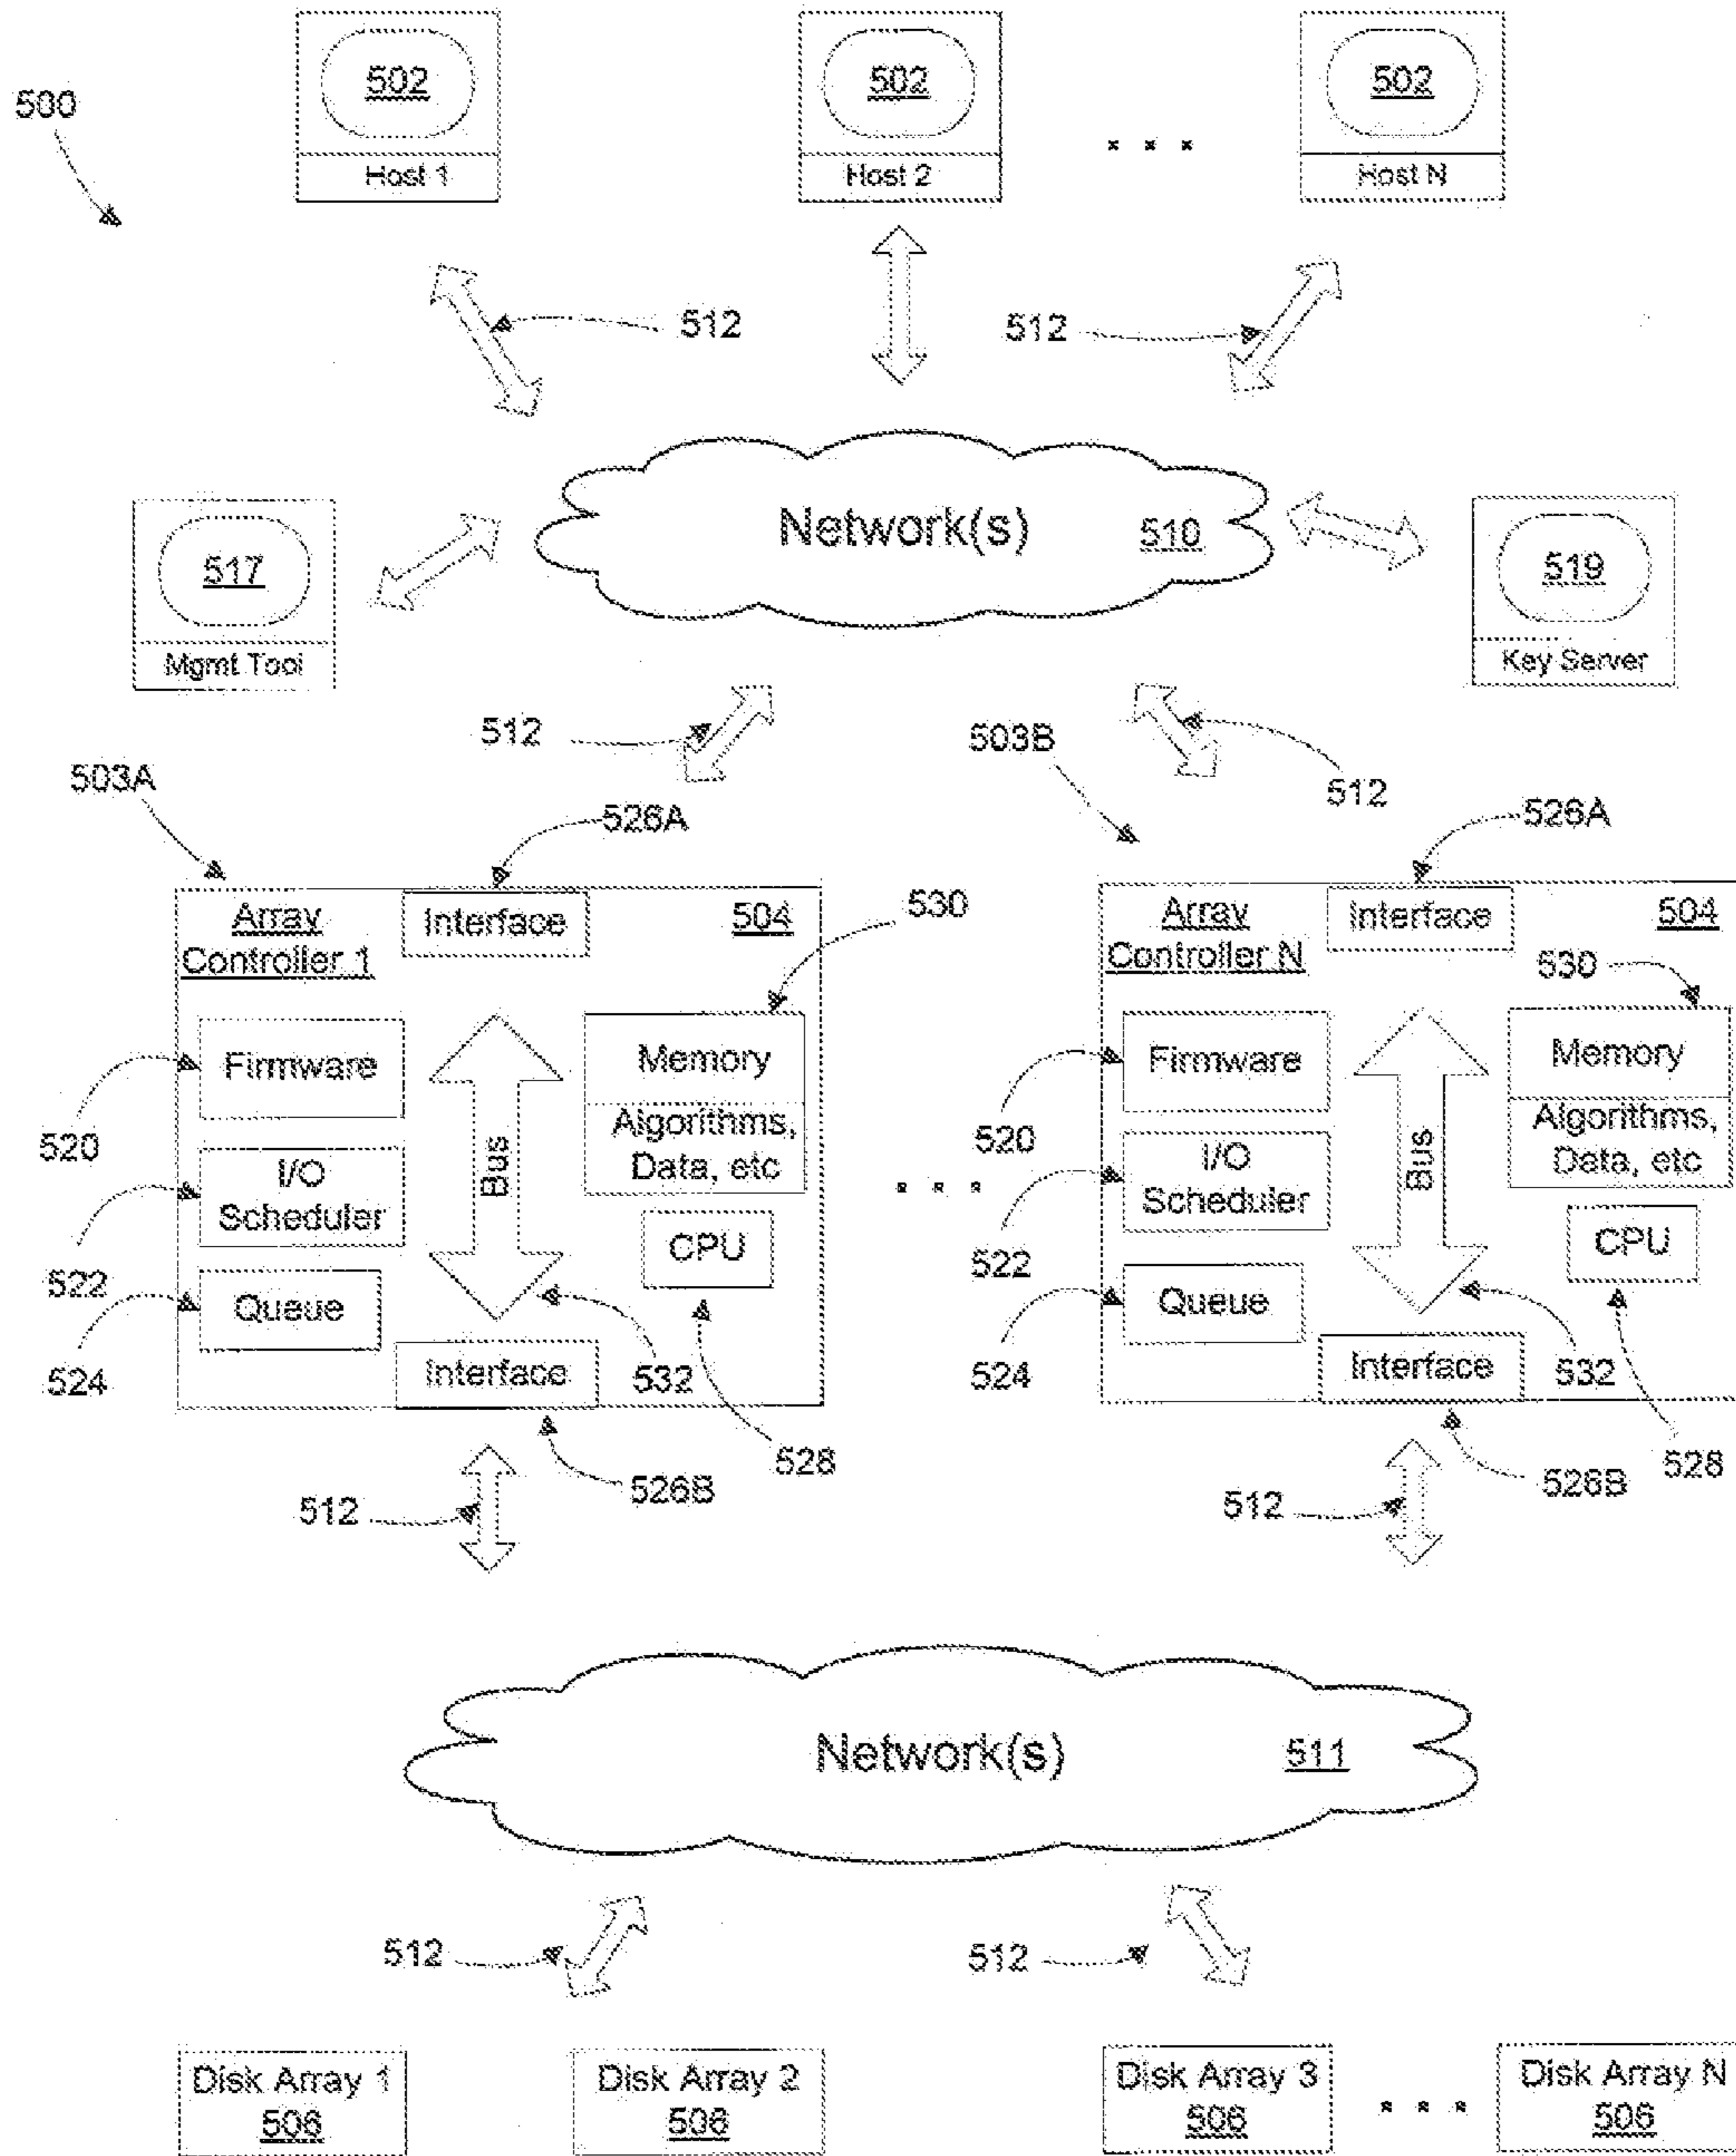 500
502
502
502
Host 1
Host 2
. . .
Host N
512
512
Network(s)
510
517
519
Mgmt Tool
Key Server
512
503B
503A
526A
512
526A
Array
Controller 1
Interface
504
530
Array
Controller N
Interface
504
530
Firmware
Memory
Firmware
Memory
520
Algorithms,
Data, etc
520
Algorithms,
Data, etc
I/O
Scheduler
Bus
. . .
I/O
Scheduler
Bus
522
CPU
522
CPU
Queue
Queue
524
Interface
532
524
Interface
532
528
526B
528
526B
512
512
Network(s)
511
512
512
Disk Array 1
506
Disk Array 2
506
Disk Array 3
506
. . .
Disk Array N
506